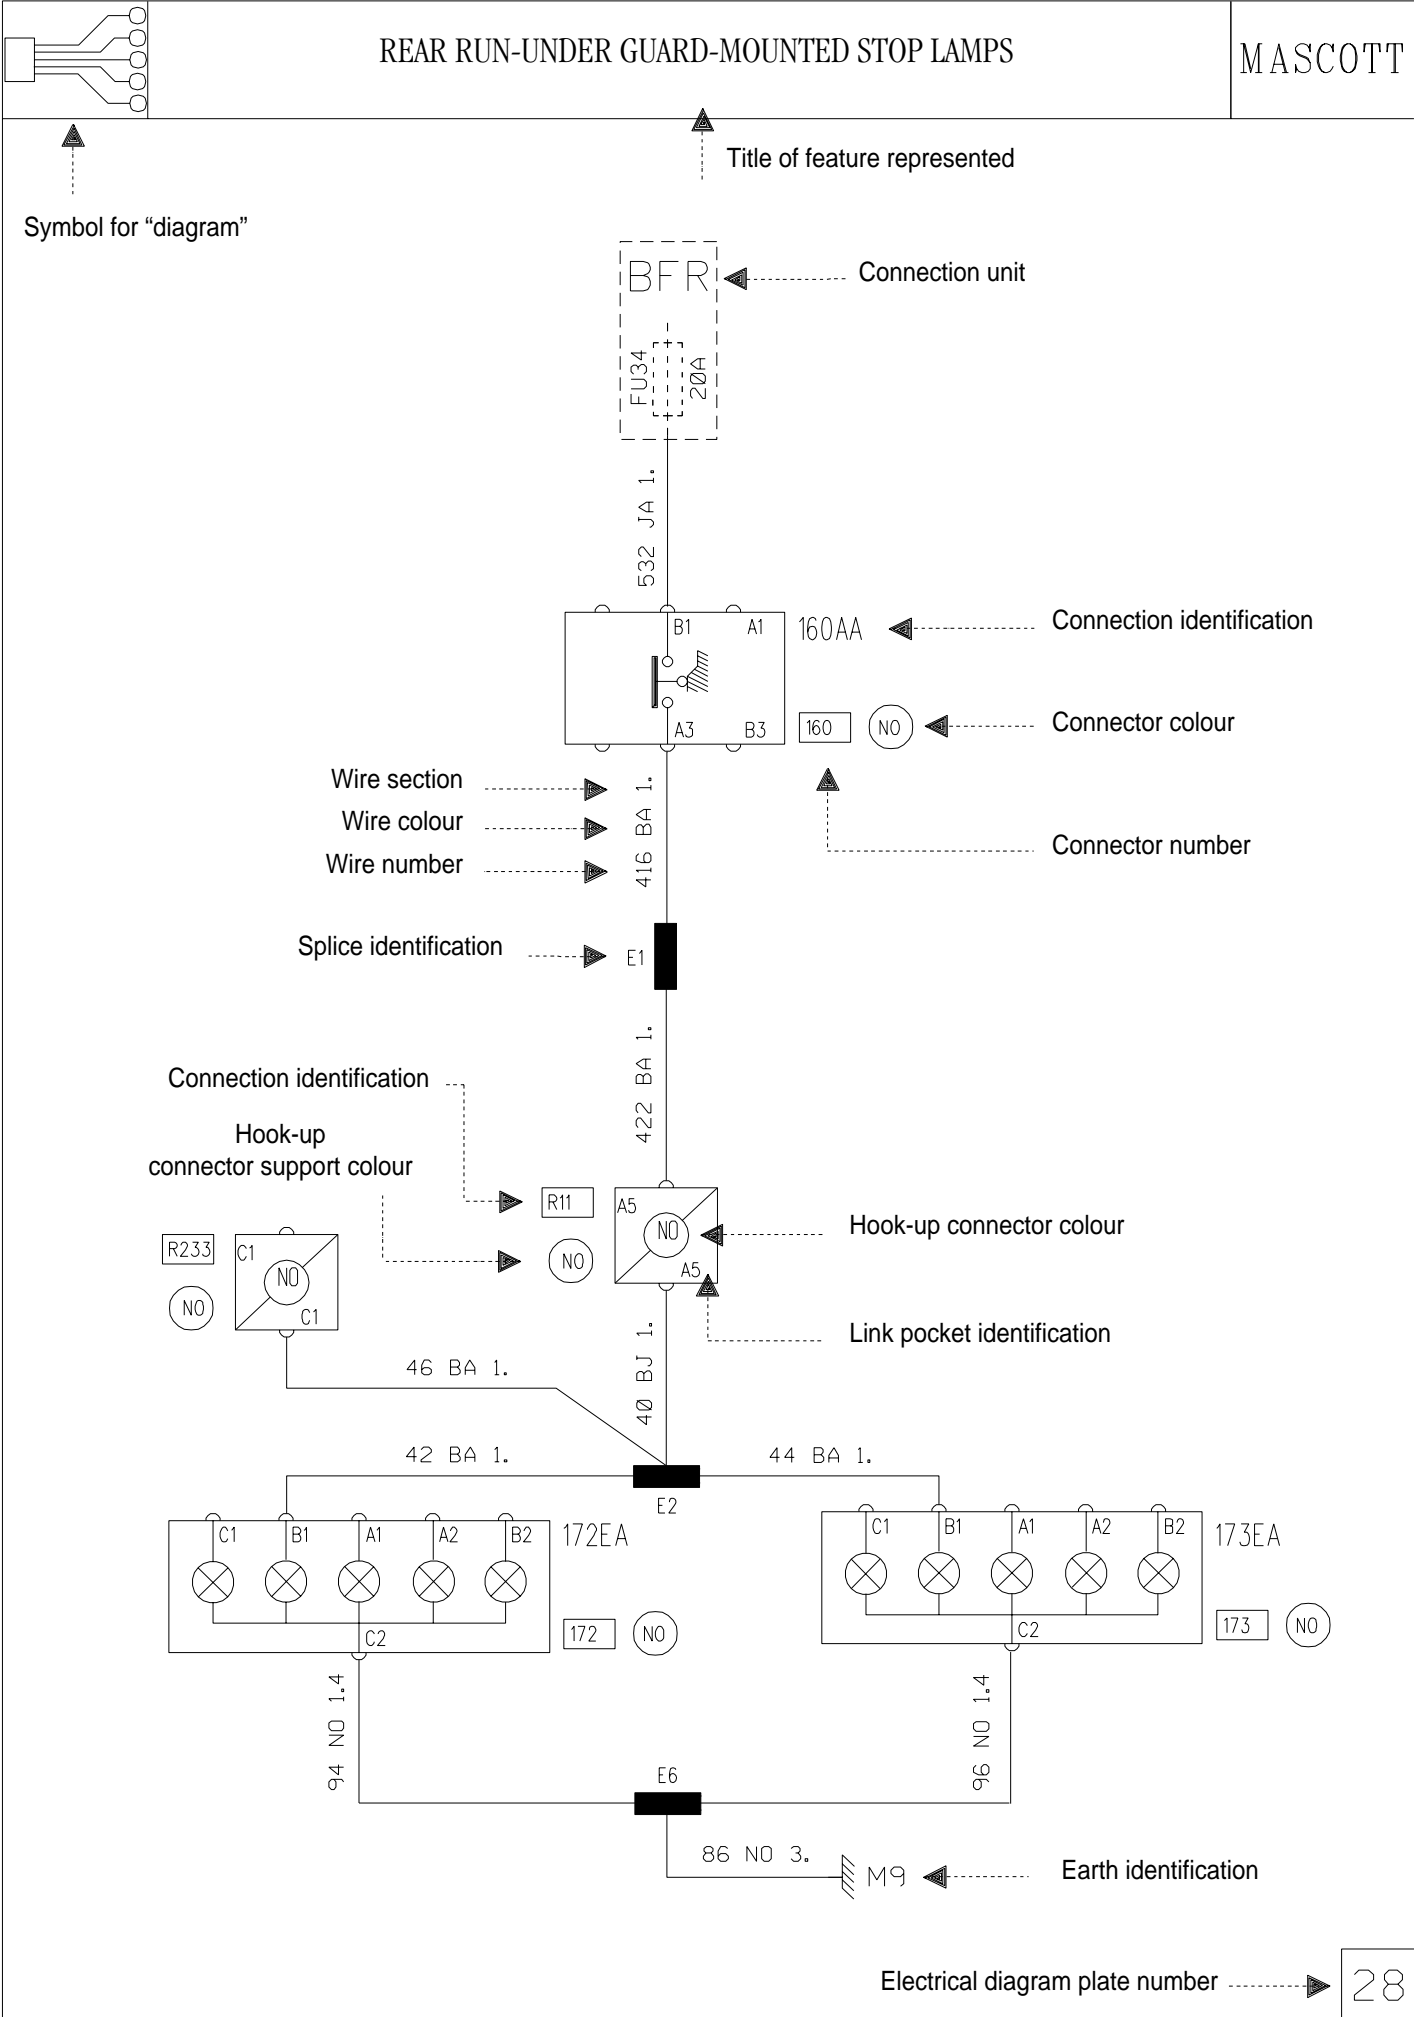 REAR RUN-UNDER GUARD-MOUNTED STOP LAMPS
MASCOTT
Title of feature represented
Symbol for “diagram”
BFR
Connection unit
FU34
20A
532 JA 1.
B1
A1
160AA
Connection identification
A3
B3
160
NO
Connector colour
Wire section
Wire colour
Wire number
416 BA 1.
Connector number
Splice identification
E1
422 BA 1.
Connection identification
Hook-up
connector support colour
R11
A5
NO
NO
A5
Hook-up connector colour
R233
C1
NO
NO
C1
Link pocket identification
46 BA 1.
40 BJ 1.
42 BA 1.
44 BA 1.
E2
C1
B1
A1
A2
B2
172EA
C1
B1
A1
A2
B2
173EA
C2
172
NO
C2
173
NO
94 NO 1.4
96 NO 1.4
E6
86 NO 3.
M9
Earth identification
Electrical diagram plate number
28